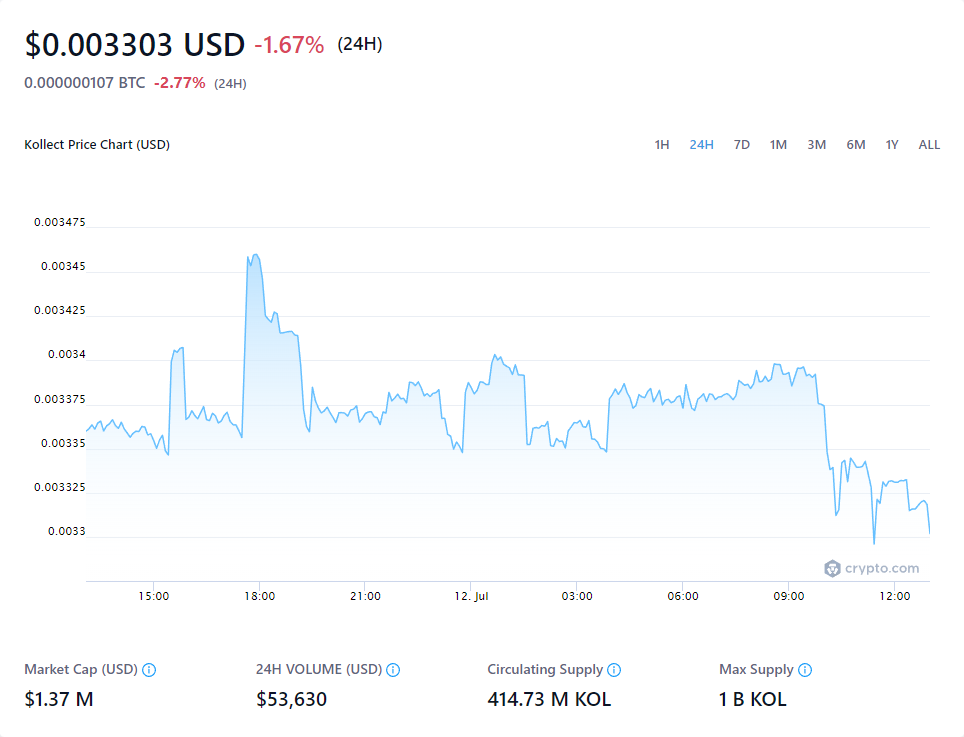 $0.003303 USD -1.67% (24H)
0.000000107 BTC -2.77% (24H)
Kollect Price Chart (USD)
1H 24H 7D 1M 3M 6M 1Y ALL
0.003475
0.00345
0.003425
0.0034
0.003375
0.00335
0.003325
0.0033
crypto.com
15:00 18:00 21:00 12. Jul 03:00 06:00 09:00 12:00
Market Cap (USD) 24H VOLUME (USD) Circulating Supply Max Supply
$1.37 M $53,630 414.73 M KOL 1 B KOL